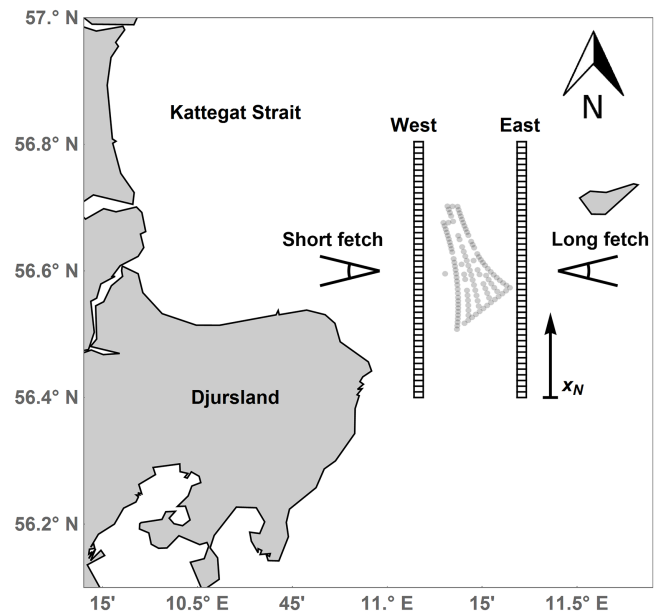 57.° N
Kattegat Strait
N
56.8° N
West
East
Short fetch
Long fetch
56.6° N
56.4° N
Djursland
x_N
56.2° N
15'
10.5° E
45'
11.° E
15'
11.5° E